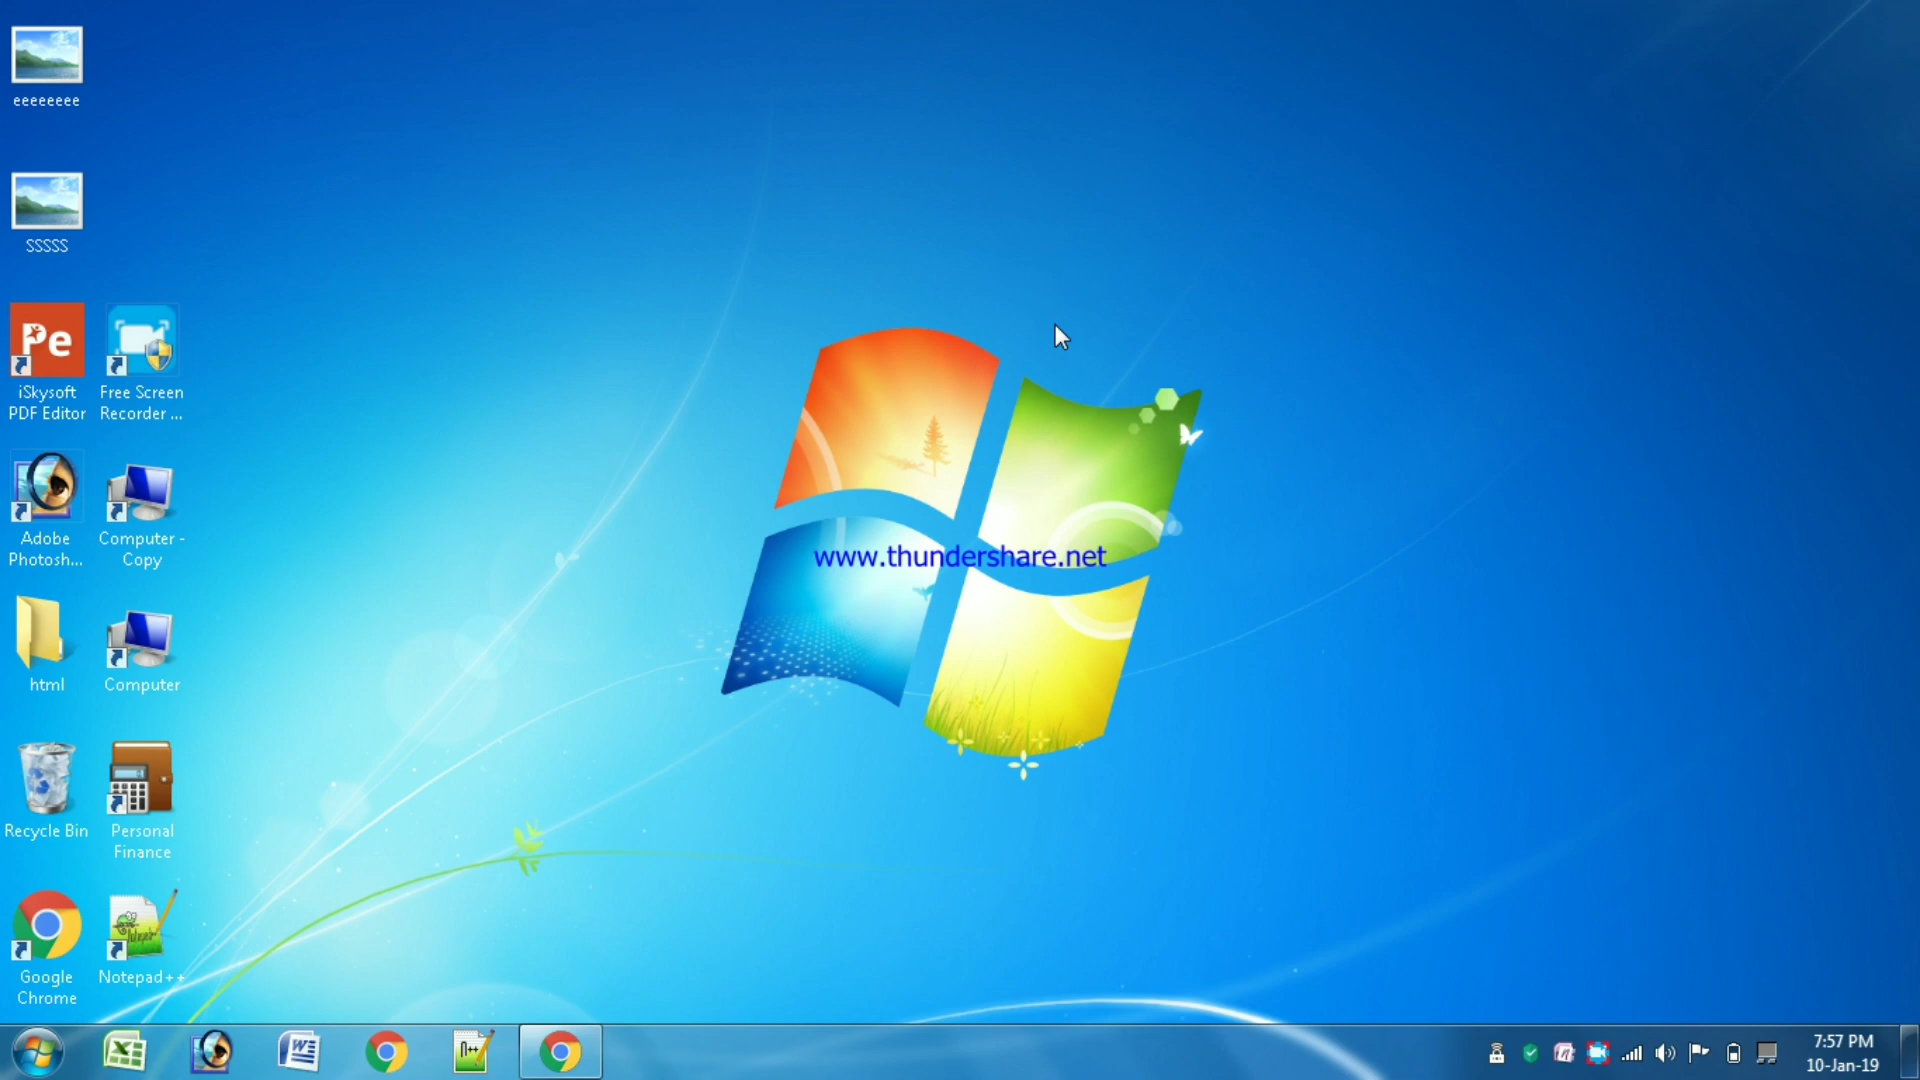 eeeeeeee
SSSSS
iSkysoft
PDF Editor
Free Screen
Recorder ...
Adobe
Photosh...
Computer -
Copy
html
Computer
Recycle Bin
Personal
Finance
Google
Chrome
Notepad++
www.thundershare.net
7:57 PM
10-Jan-19